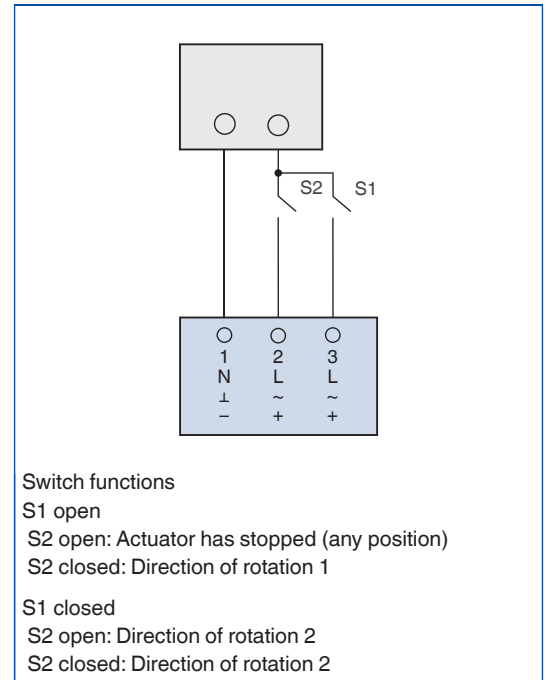 S2 S1
1 2 3
N L L
⊥ ~ ~
– + +
Switch functions
S1 open
S2 open: Actuator has stopped (any position)
S2 closed: Direction of rotation 1
S1 closed
S2 open: Direction of rotation 2
S2 closed: Direction of rotation 2